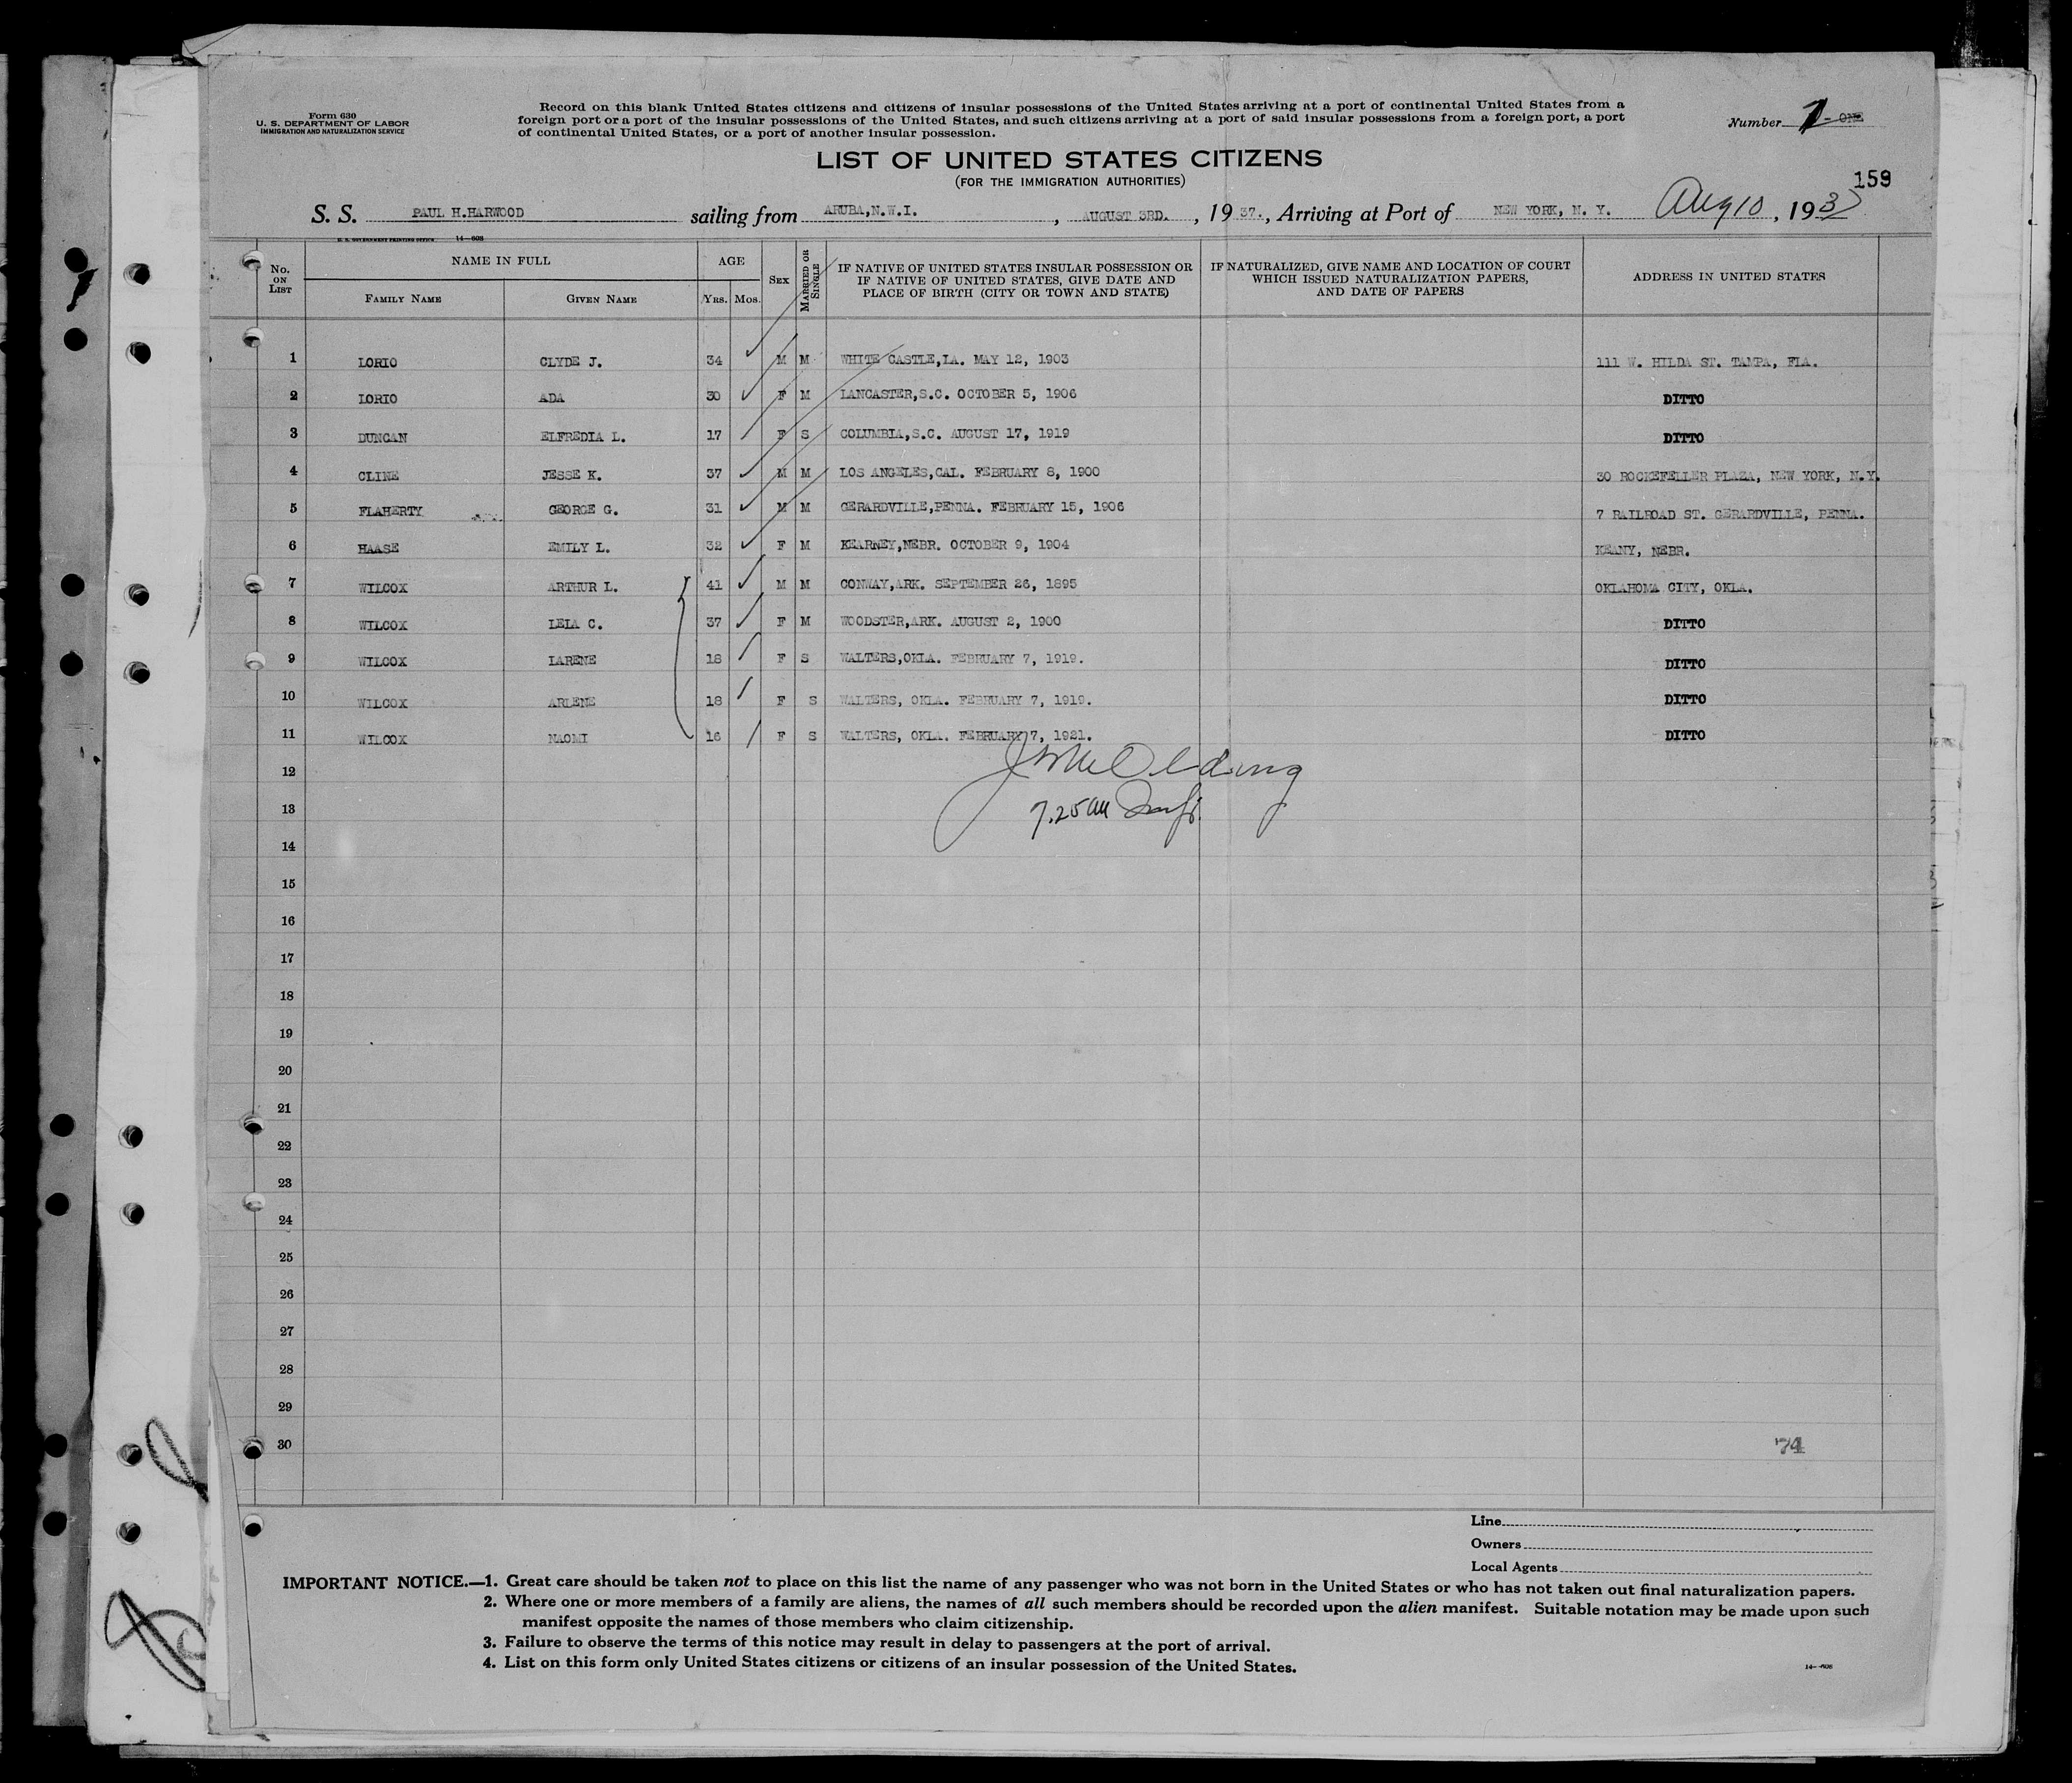 Form 630
U. S. DEPARTMENT OF LABOR
IMMIGRATION AND NATURALIZATION SERVICE
Record on this blank United States citizens and citizens of insular possessions of the United States arriving at a port of continental United States from a
foreign port or a port of the insular possessions of the United States, and such citizens arriving at a port of said insular possessions from a foreign port, a port
of continental United States, or a port of another insular possession.
Number 1 - ONE
LIST OF UNITED STATES CITIZENS
(FOR THE IMMIGRATION AUTHORITIES)
159
S. S. PAUL H.HARWOOD sailing from ARUBA,N.W.I. , AUGUST 3RD. , 19 37. , Arriving at Port of NEW YORK, N. Y. Aug 10 , 1937
U. S. GOVERNMENT PRINTING OFFICE 14—608
No. ON LIST NAME IN FULL FAMILY NAME GIVEN NAME AGE YRS. MOS. SEX MARRIED OR SINGLE IF NATIVE OF UNITED STATES INSULAR POSSESSION OR IF NATIVE OF UNITED STATES, GIVE DATE AND PLACE OF BIRTH (CITY OR TOWN AND STATE) IF NATURALIZED, GIVE NAME AND LOCATION OF COURT WHICH ISSUED NATURALIZATION PAPERS, AND DATE OF PAPERS ADDRESS IN UNITED STATES
1 LORIO CLYDE J. 34 M M WHITE CASTLE,LA. MAY 12, 1903 111 W. HILDA ST. TAMPA, FLA.
2 LORIO ADA 30 F M LANCASTER,S.C. OCTOBER 5, 1906 DITTO
3 DUNCAN ELFREDIA L. 17 F S COLUMBIA,S.C. AUGUST 17, 1919 DITTO
4 CLINE JESSE K. 37 M M LOS ANGELES,CAL. FEBRUARY 8, 1900 30 ROCKEFELLER PLAZA, NEW YORK, N.Y.
5 FLAHERTY GEORGE G. 31 M M GERARDVILLE,PENNA. FEBRUARY 15, 1906 7 RAILROAD ST. GERARDVILLE, PENNA.
6 HAASE EMILY L. 32 F M KEARNEY,NEBR. OCTOBER 9, 1904 KEANY, NEBR.
7 WILCOX ARTHUR L. 41 M M CONWAY,ARK. SEPTEMBER 26, 1895 OKLAHOMA CITY, OKLA.
8 WILCOX LELA C. 37 F M WOODSTER,ARK. AUGUST 2, 1900 DITTO
9 WILCOX LARENE 18 F S WALTERS,OKLA. FEBRUARY 7, 1919. DITTO
10 WILCOX ARLENE 18 F S WALTERS, OKLA. FEBRUARY 7, 1919. DITTO
11 WILCOX NAOMI 16 F S WALTERS, OKLA. FEBRUARY 7, 1921. DITTO
12
13 7.25 am
14
15
16
17
18
19
20
21
22
23
24
25
26
27
28
29
30 74
Line
Owners
Local Agents
IMPORTANT NOTICE.—1. Great care should be taken not to place on this list the name of any passenger who was not born in the United States or who has not taken out final naturalization papers.
2. Where one or more members of a family are aliens, the names of all such members should be recorded upon the alien manifest. Suitable notation may be made upon such
manifest opposite the names of those members who claim citizenship.
3. Failure to observe the terms of this notice may result in delay to passengers at the port of arrival.
4. List on this form only United States citizens or citizens of an insular possession of the United States.
14—608